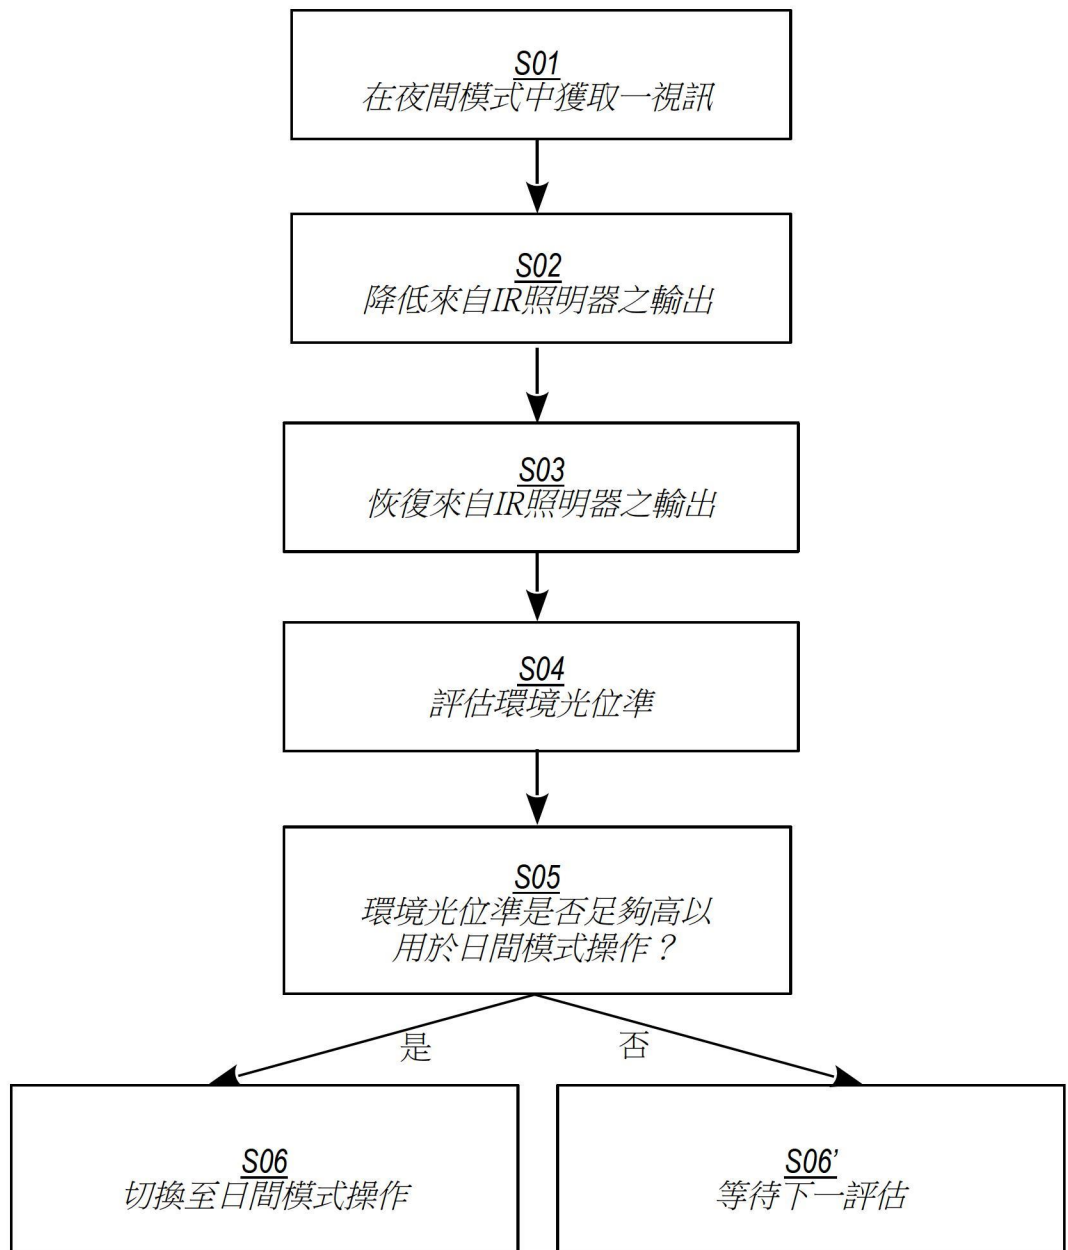 S01
在夜間模式中獲取一視訊
S02
降低來自IR照明器之輸出
S03
恢復來自IR照明器之輸出
S04
評估環境光位準
S05
環境光位準是否足夠高以
用於日間模式操作？
是
否
S06
切換至日間模式操作
S06’
等待下一評估